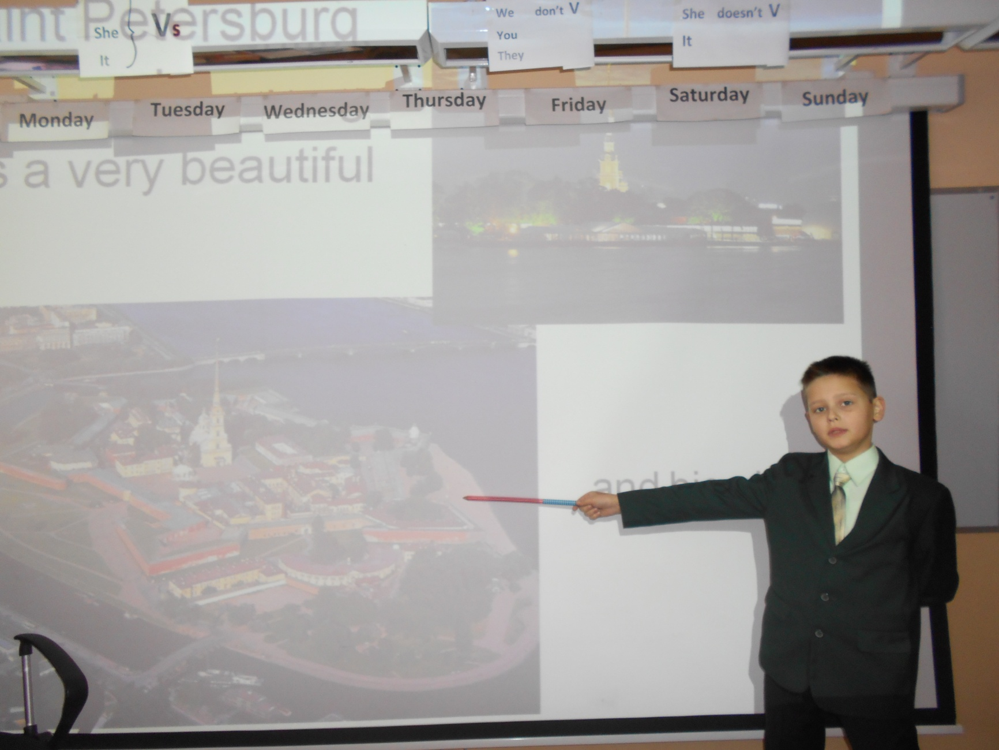 Petersburg
She Vs
It
We don't V
You
They
She doesn't V
It
Monday Tuesday Wednesday Thursday Friday Saturday Sunday
a very beautiful
and